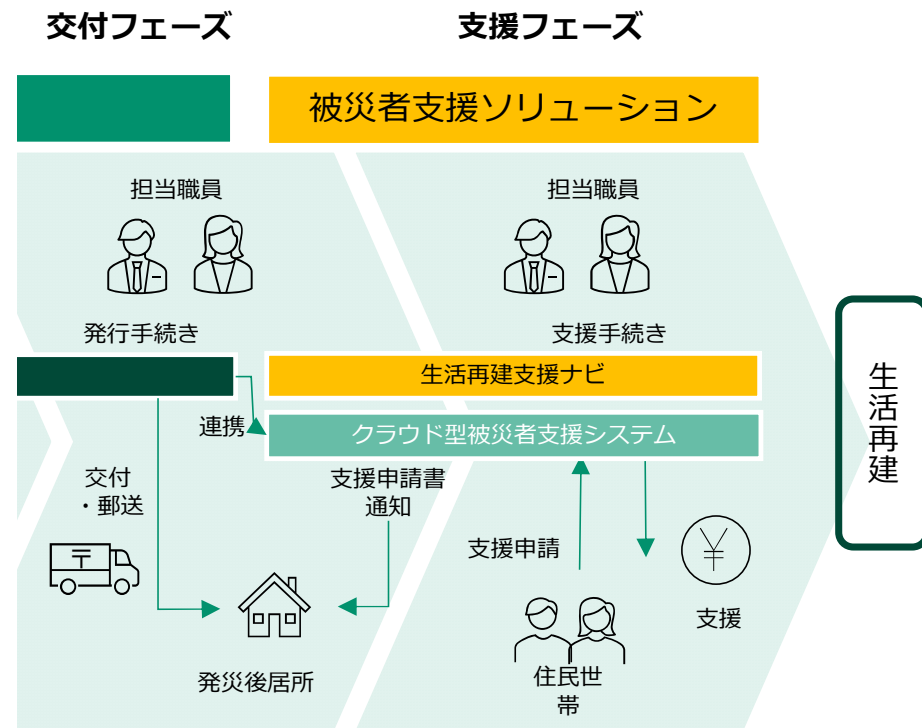 交付フェーズ
支援フェーズ
被災者支援ソリューション
担当職員
担当職員
発行手続き
支援手続き
生活再建支援ナビ
連携
クラウド型被災者支援システム
交付
・郵送
支援申請書
通知
支援申請
支援
発災後居所
住民世
帯
生活再建